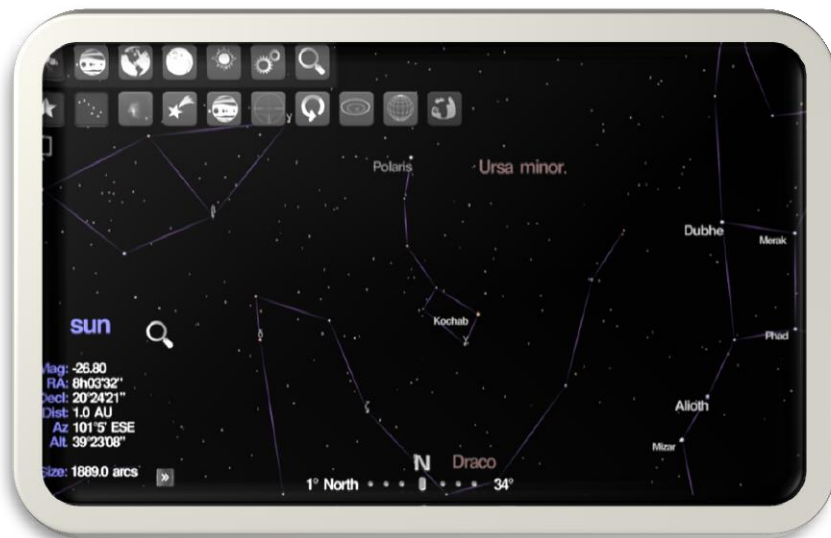 γ
β
Polaris
Ursa minor.
Dubhe
Merak
Kochab
γ
Phad
sun
δ
Mag: -26.80
RA: 8h03'32"
Decl: 20°24'21"
Dist: 1.0 AU
Az 101°5' ESE
Alt. 39°23'08"
Size: 1889.0 arcs
»
ζ
Alioth
Mizar
N
Draco
1° North
34°